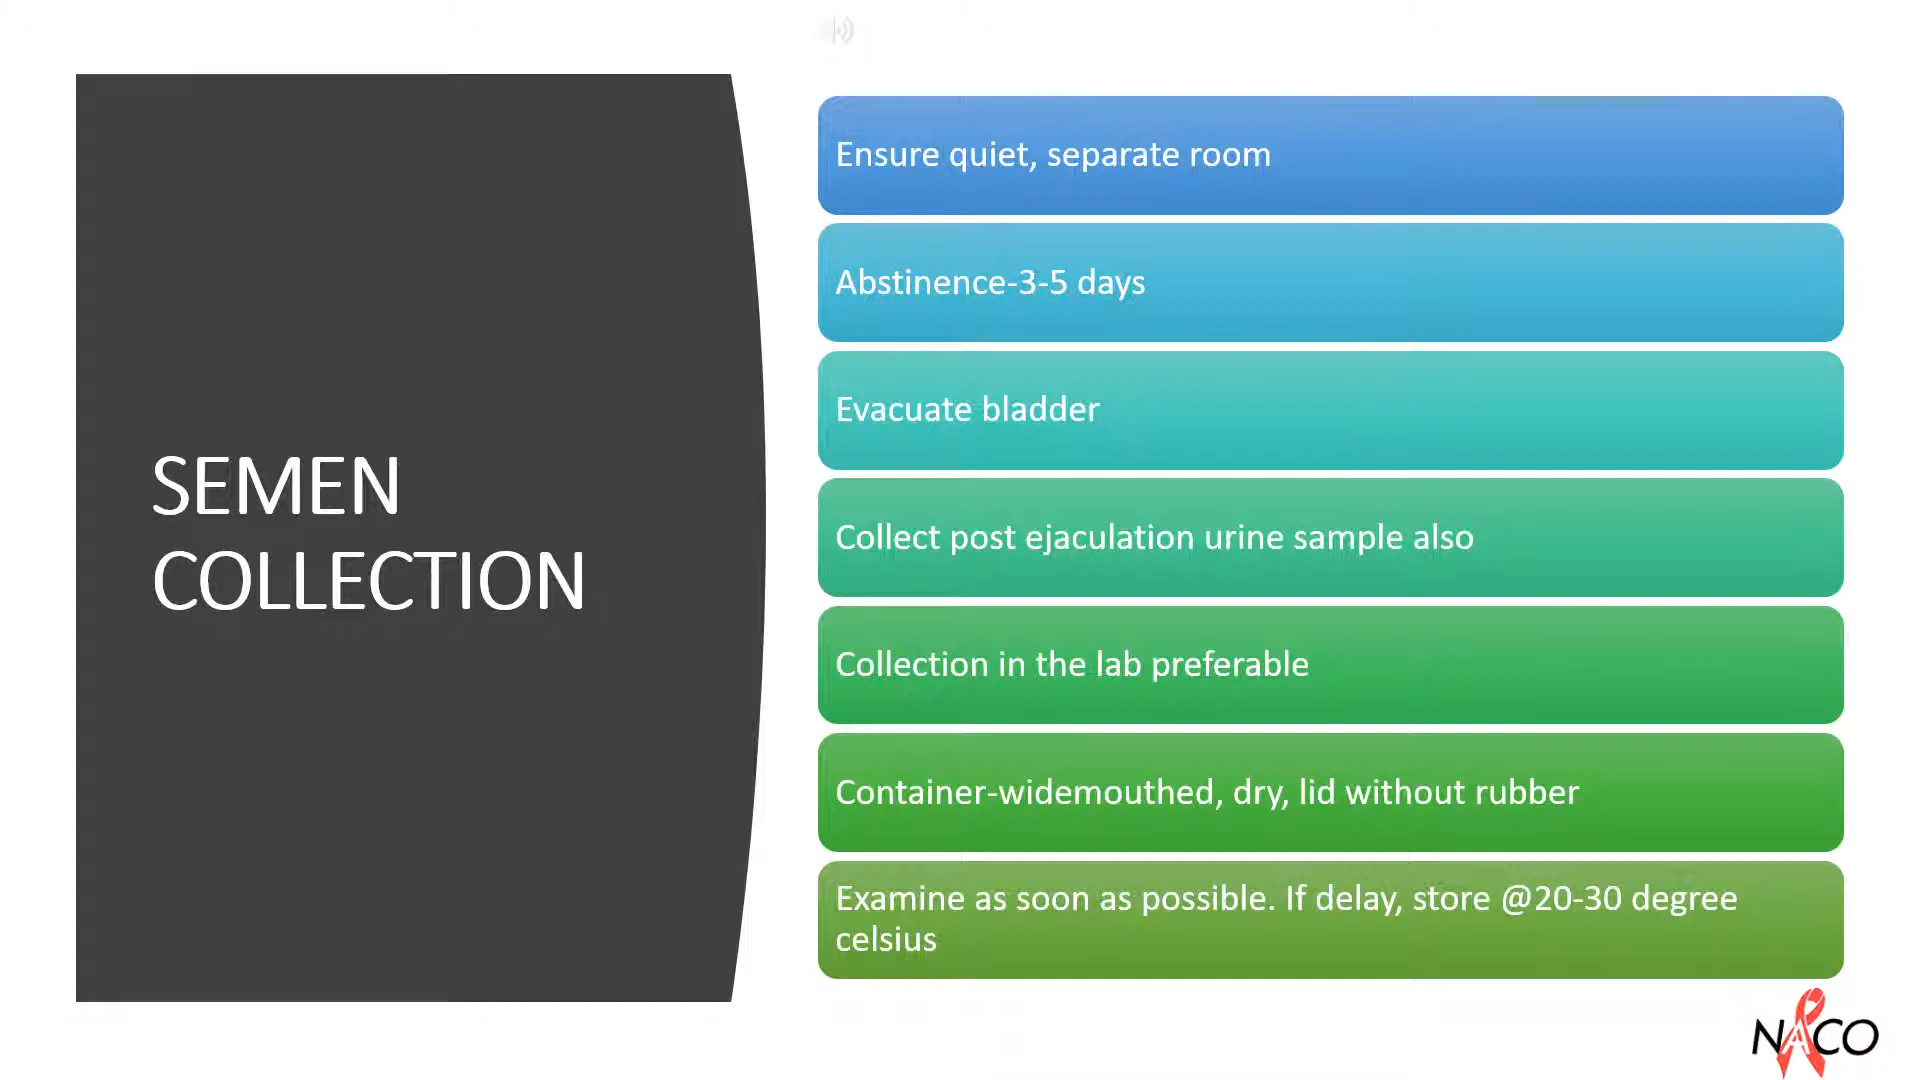 SEMEN
COLLECTION
Ensure quiet, separate room
Abstinence-3-5 days
Evacuate bladder
Collect post ejaculation urine sample also
Collection in the lab preferable
Container-widemouthed, dry, lid without rubber
Examine as soon as possible. If delay, store @20-30 degree
celsius
NACO